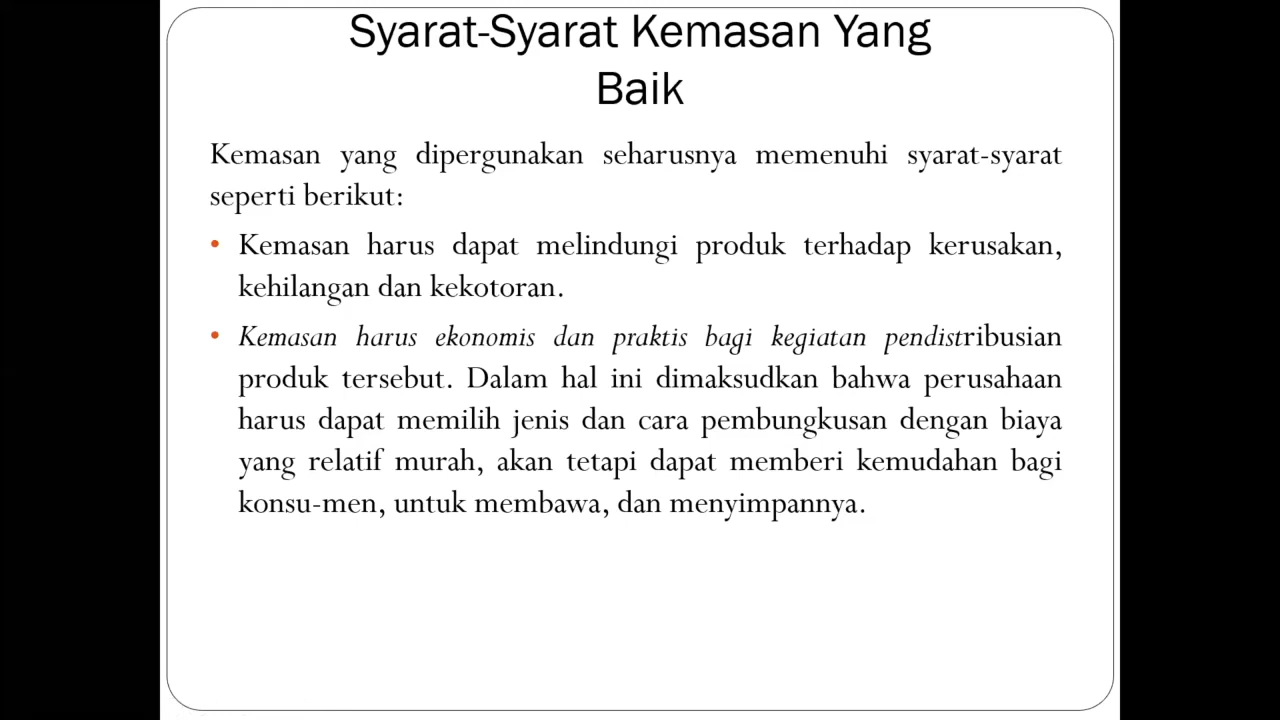 Syarat-Syarat Kemasan Yang
Baik
Kemasan yang dipergunakan seharusnya memenuhi syarat-syarat
seperti berikut:
• Kemasan harus dapat melindungi produk terhadap kerusakan,
kehilangan dan kekotoran.
• Kemasan harus ekonomis dan praktis bagi kegiatan pendistribusian
produk tersebut. Dalam hal ini dimaksudkan bahwa perusahaan
harus dapat memilih jenis dan cara pembungkusan dengan biaya
yang relatif murah, akan tetapi dapat memberi kemudahan bagi
konsu-men, untuk membawa, dan menyimpannya.